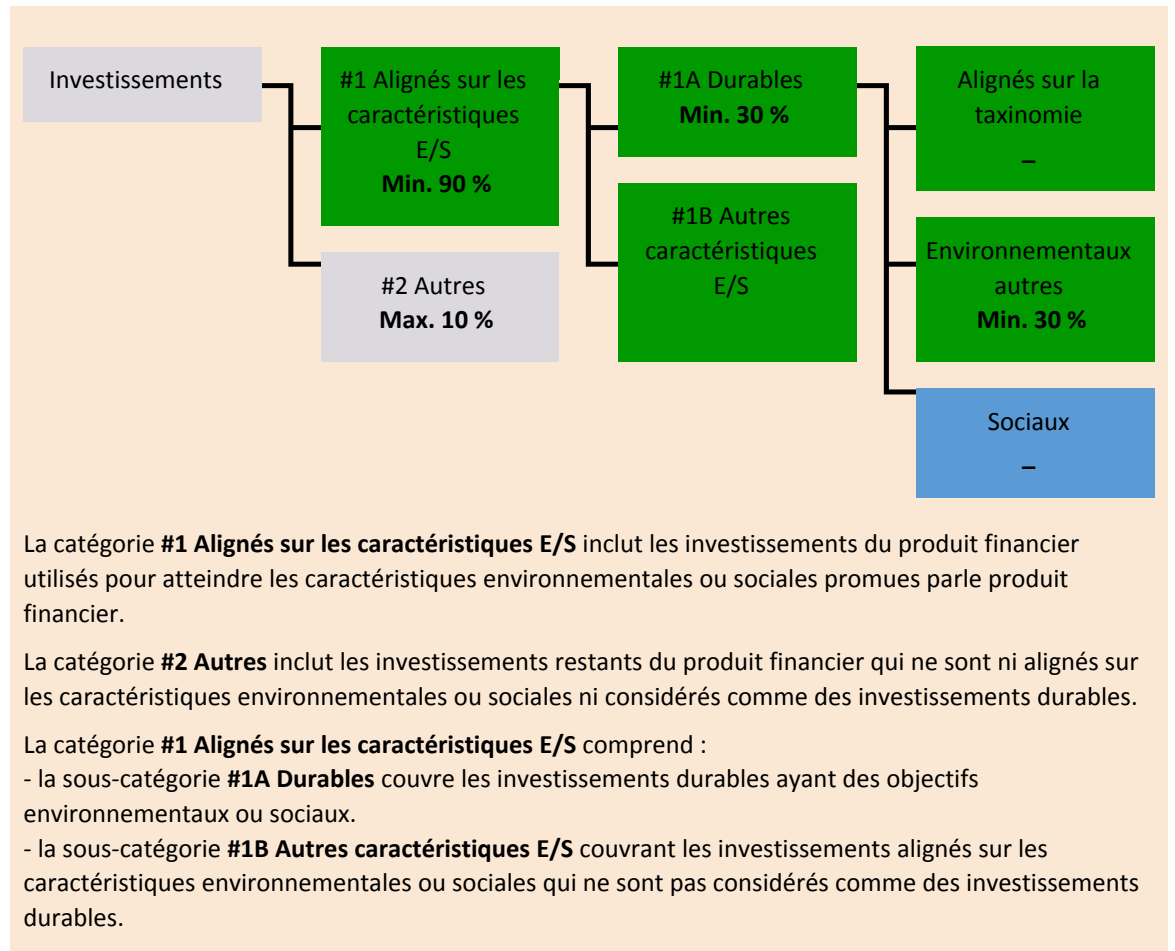 Investissements
#1 Alignés sur les
caractéristiques
E/S
Min. 90 %
#2 Autres
Max. 10 %
#1A Durables
Min. 30 %
#1B Autres
caractéristiques
E/S
Alignés sur la
taxinomie
–
Environnementaux
autres
Min. 30 %
Sociaux
–
La catégorie #1 Alignés sur les caractéristiques E/S inclut les investissements du produit financier
utilisés pour atteindre les caractéristiques environnementales ou sociales promues parle produit
financier.
La catégorie #2 Autres inclut les investissements restants du produit financier qui ne sont ni alignés sur
les caractéristiques environnementales ou sociales ni considérés comme des investissements durables.
La catégorie #1 Alignés sur les caractéristiques E/S comprend :
- la sous-catégorie #1A Durables couvre les investissements durables ayant des objectifs
environnementaux ou sociaux.
- la sous-catégorie #1B Autres caractéristiques E/S couvrant les investissements alignés sur les
caractéristiques environnementales ou sociales qui ne sont pas considérés comme des investissements
durables.